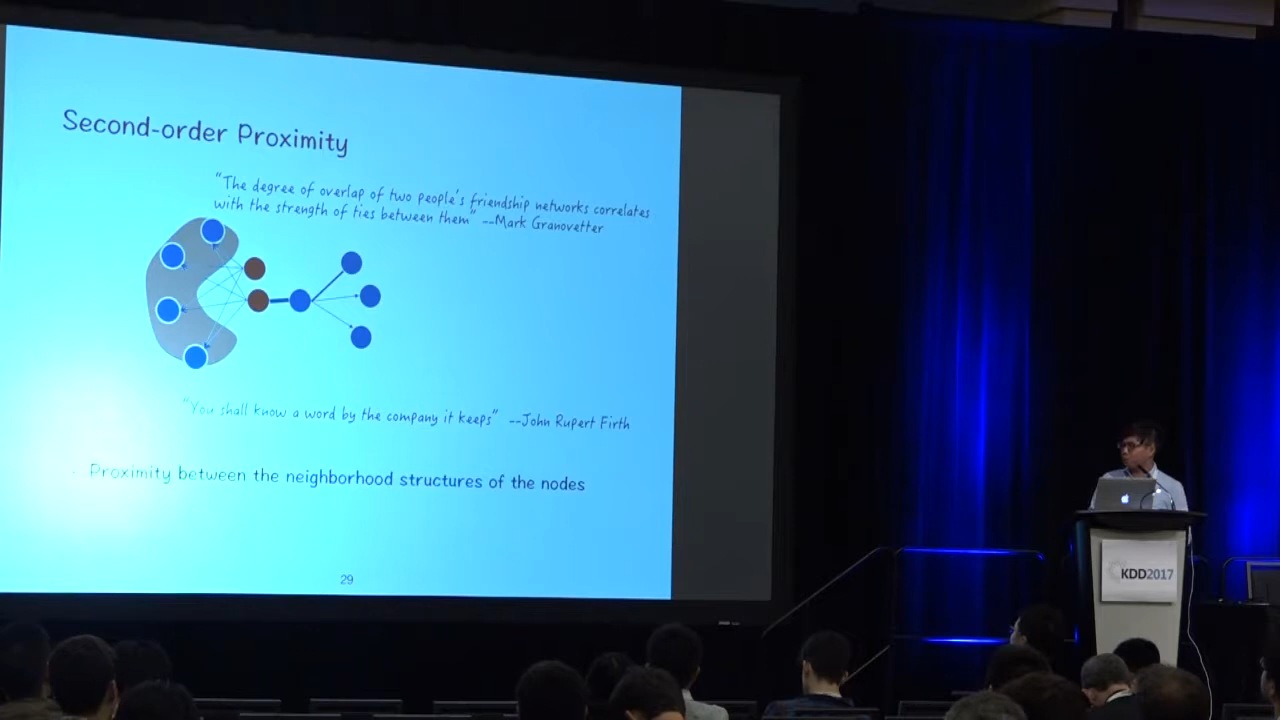 Second-order Proximity
“The degree of overlap of two people’s friendship networks correlates
with the strength of ties between them” --Mark Granovetter
“You shall know a word by the company it keeps” --John Rupert Firth
- Proximity between the neighborhood structures of the nodes
29
KDD2017